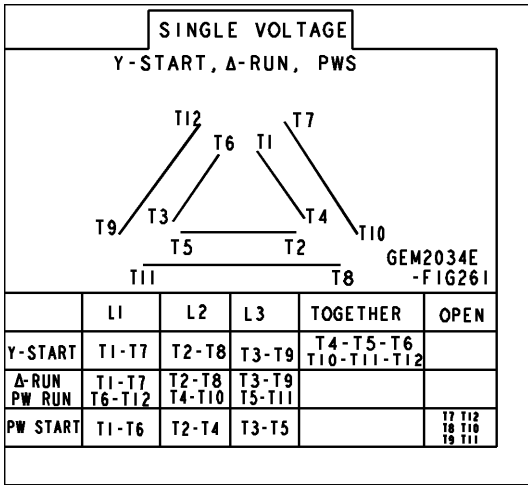 SINGLE VOLTAGE
Y-START, Δ-RUN, PWS
T12 T7
T6 T1
T9 T3 T4 T10
T5 T2
T11 T8
GEM2034E
-FIG261
L1 L2 L3 TOGETHER OPEN
Y-START T1-T7 T2-T8 T3-T9 T4-T5-T6
T10-T11-T12
Δ-RUN T1-T7 T2-T8 T3-T9
PW RUN T6-T12 T4-T10 T5-T11
PW START T1-T6 T2-T4 T3-T5 T7 T12
T8 T10
T9 T11